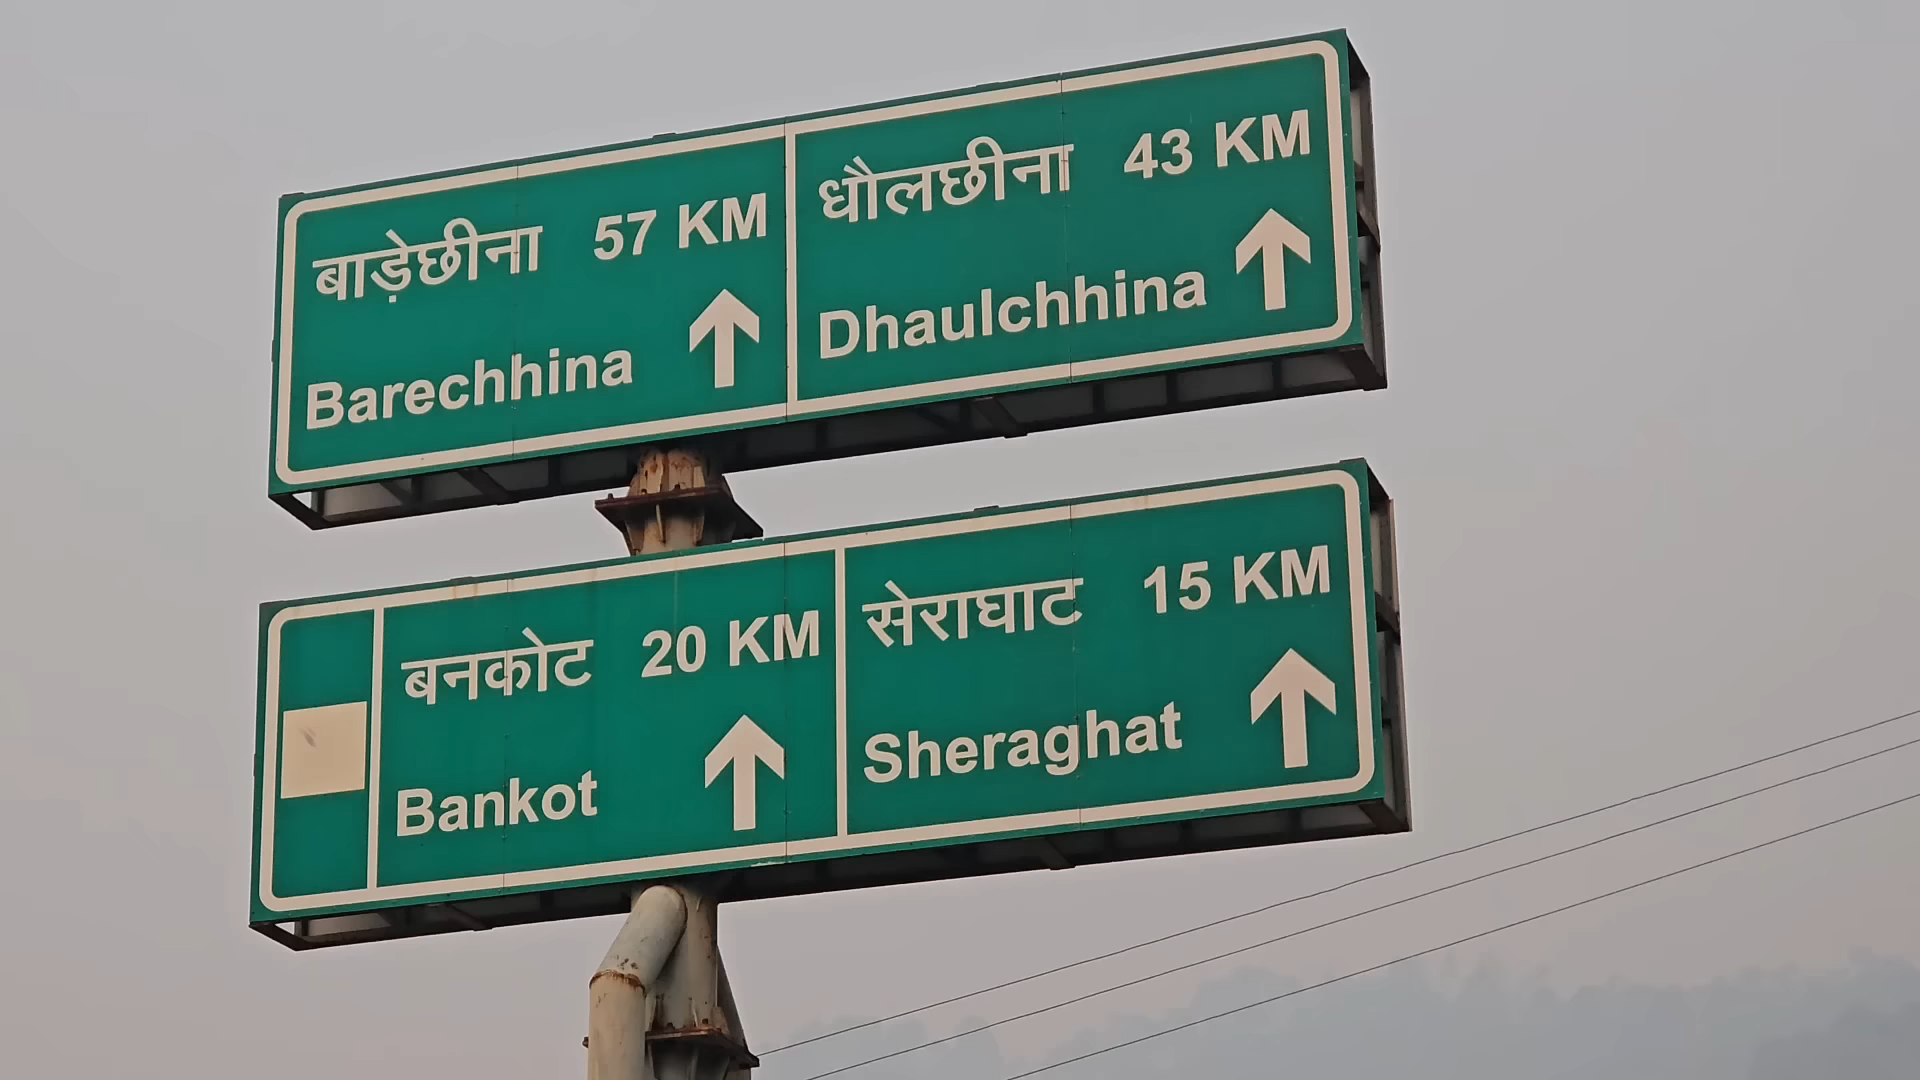 बाड़ेछीना 57 KM
Barechhina
धौलछीना 43 KM
Dhaulchhina
बनकोट 20 KM
Bankot
सेराघाट 15 KM
Sheraghat